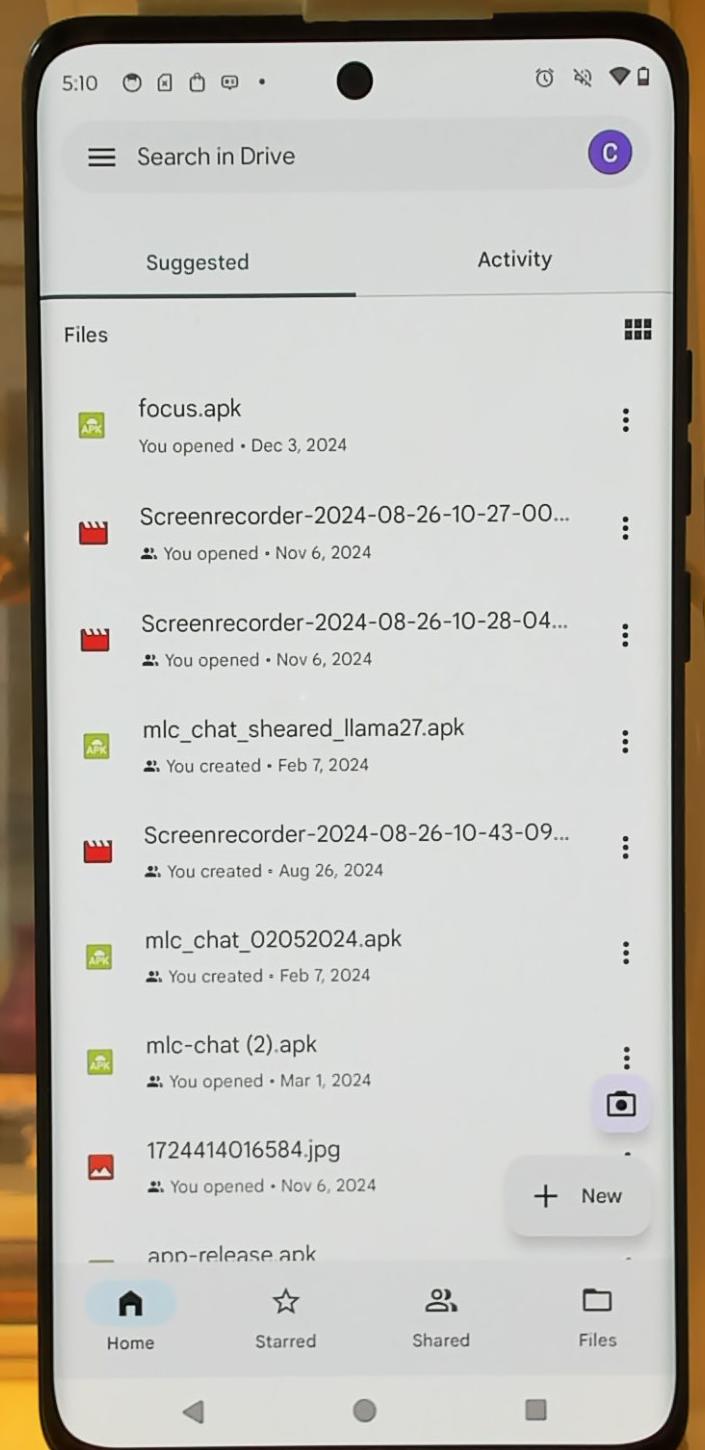 5:10
Search in Drive
C
Suggested
Activity
Files
focus.apk
You opened • Dec 3, 2024
Screenrecorder-2024-08-26-10-27-00...
You opened • Nov 6, 2024
Screenrecorder-2024-08-26-10-28-04...
You opened • Nov 6, 2024
mlc_chat_sheared_llama27.apk
You created • Feb 7, 2024
Screenrecorder-2024-08-26-10-43-09...
You created • Aug 26, 2024
mlc_chat_02052024.apk
You created • Feb 7, 2024
mlc-chat (2).apk
You opened • Mar 1, 2024
1724414016584.jpg
You opened • Nov 6, 2024
New
app-release.apk
Home
Starred
Shared
Files